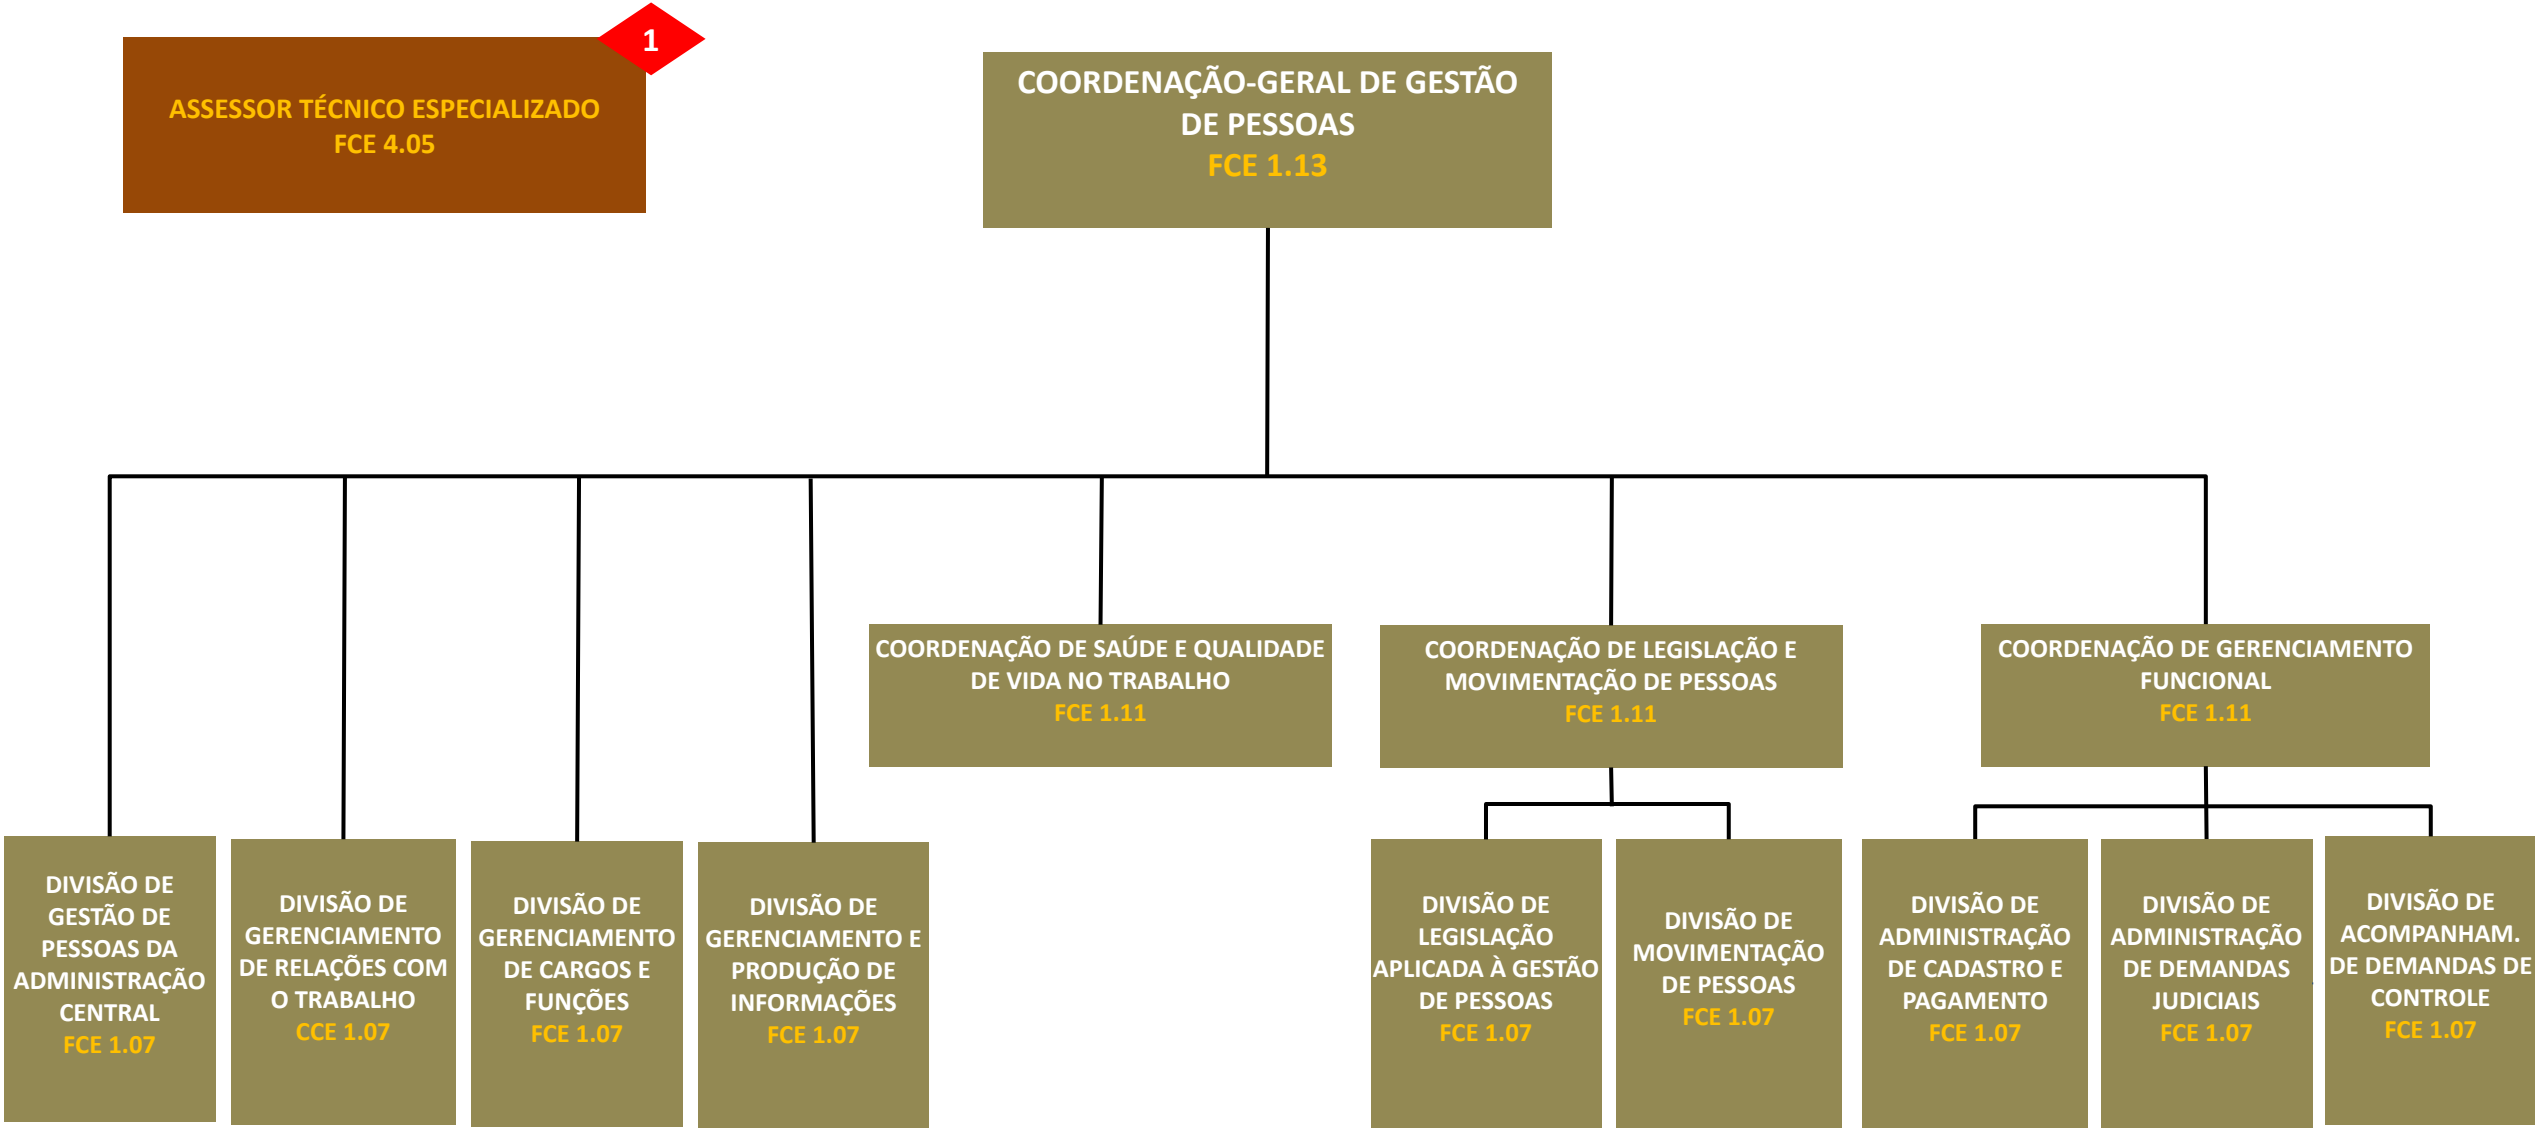 1
ASSESSOR TÉCNICO ESPECIALIZADO
FCE 4.05
COORDENAÇÃO-GERAL DE GESTÃO
DE PESSOAS
FCE 1.13
COORDENAÇÃO DE SAÚDE E QUALIDADE
DE VIDA NO TRABALHO
FCE 1.11
COORDENAÇÃO DE LEGISLAÇÃO E
MOVIMENTAÇÃO DE PESSOAS
FCE 1.11
COORDENAÇÃO DE GERENCIAMENTO
FUNCIONAL
FCE 1.11
DIVISÃO DE
GESTÃO DE
PESSOAS DA
ADMINISTRAÇÃO
CENTRAL
FCE 1.07
DIVISÃO DE
GERENCIAMENTO
DE RELAÇÕES COM
O TRABALHO
CCE 1.07
DIVISÃO DE
GERENCIAMENTO
DE CARGOS E
FUNÇÕES
FCE 1.07
DIVISÃO DE
GERENCIAMENTO E
PRODUÇÃO DE
INFORMAÇÕES
FCE 1.07
DIVISÃO DE
LEGISLAÇÃO
APLICADA À GESTÃO
DE PESSOAS
FCE 1.07
DIVISÃO DE
MOVIMENTAÇÃO
DE PESSOAS
FCE 1.07
DIVISÃO DE
ADMINISTRAÇÃO
DE CADASTRO E
PAGAMENTO
FCE 1.07
DIVISÃO DE
ADMINISTRAÇÃO
DE DEMANDAS
JUDICIAIS
FCE 1.07
DIVISÃO DE
ACOMPANHAM.
DE DEMANDAS DE
CONTROLE
FCE 1.07